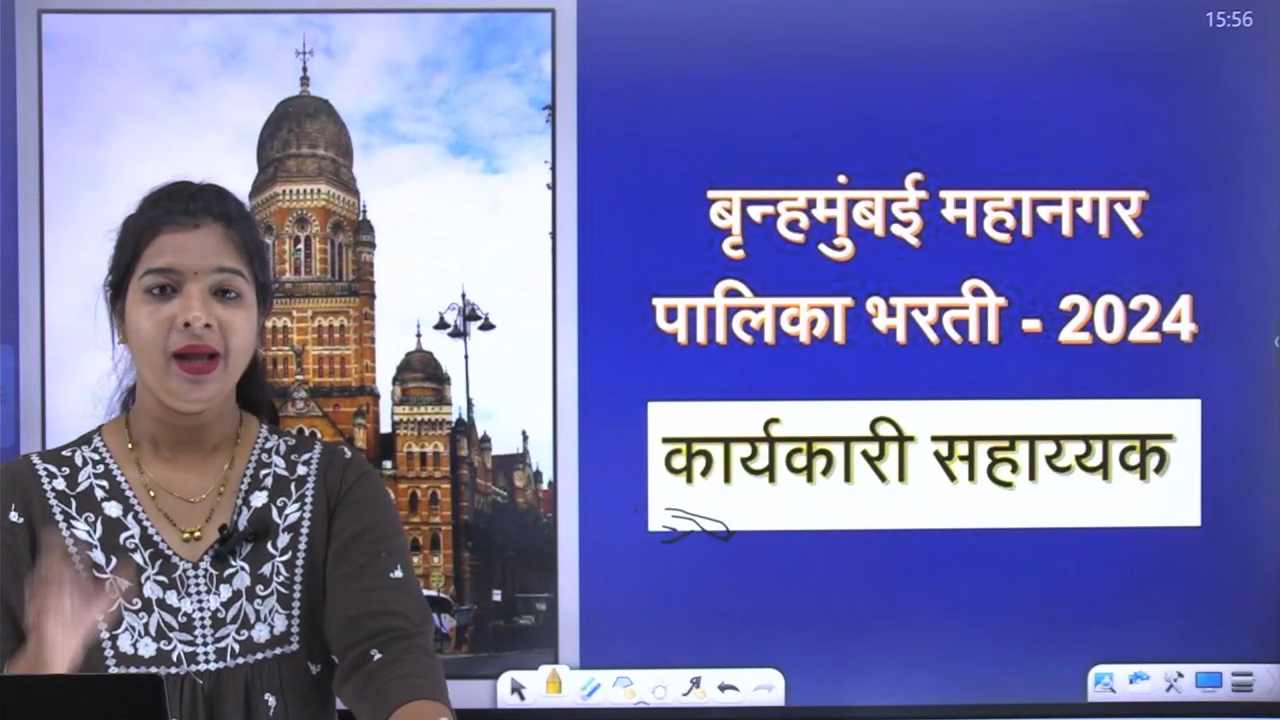 15:56
बृन्हमुंबई महानगर
पालिका भरती - 2024
कार्यकारी सहाय्यक